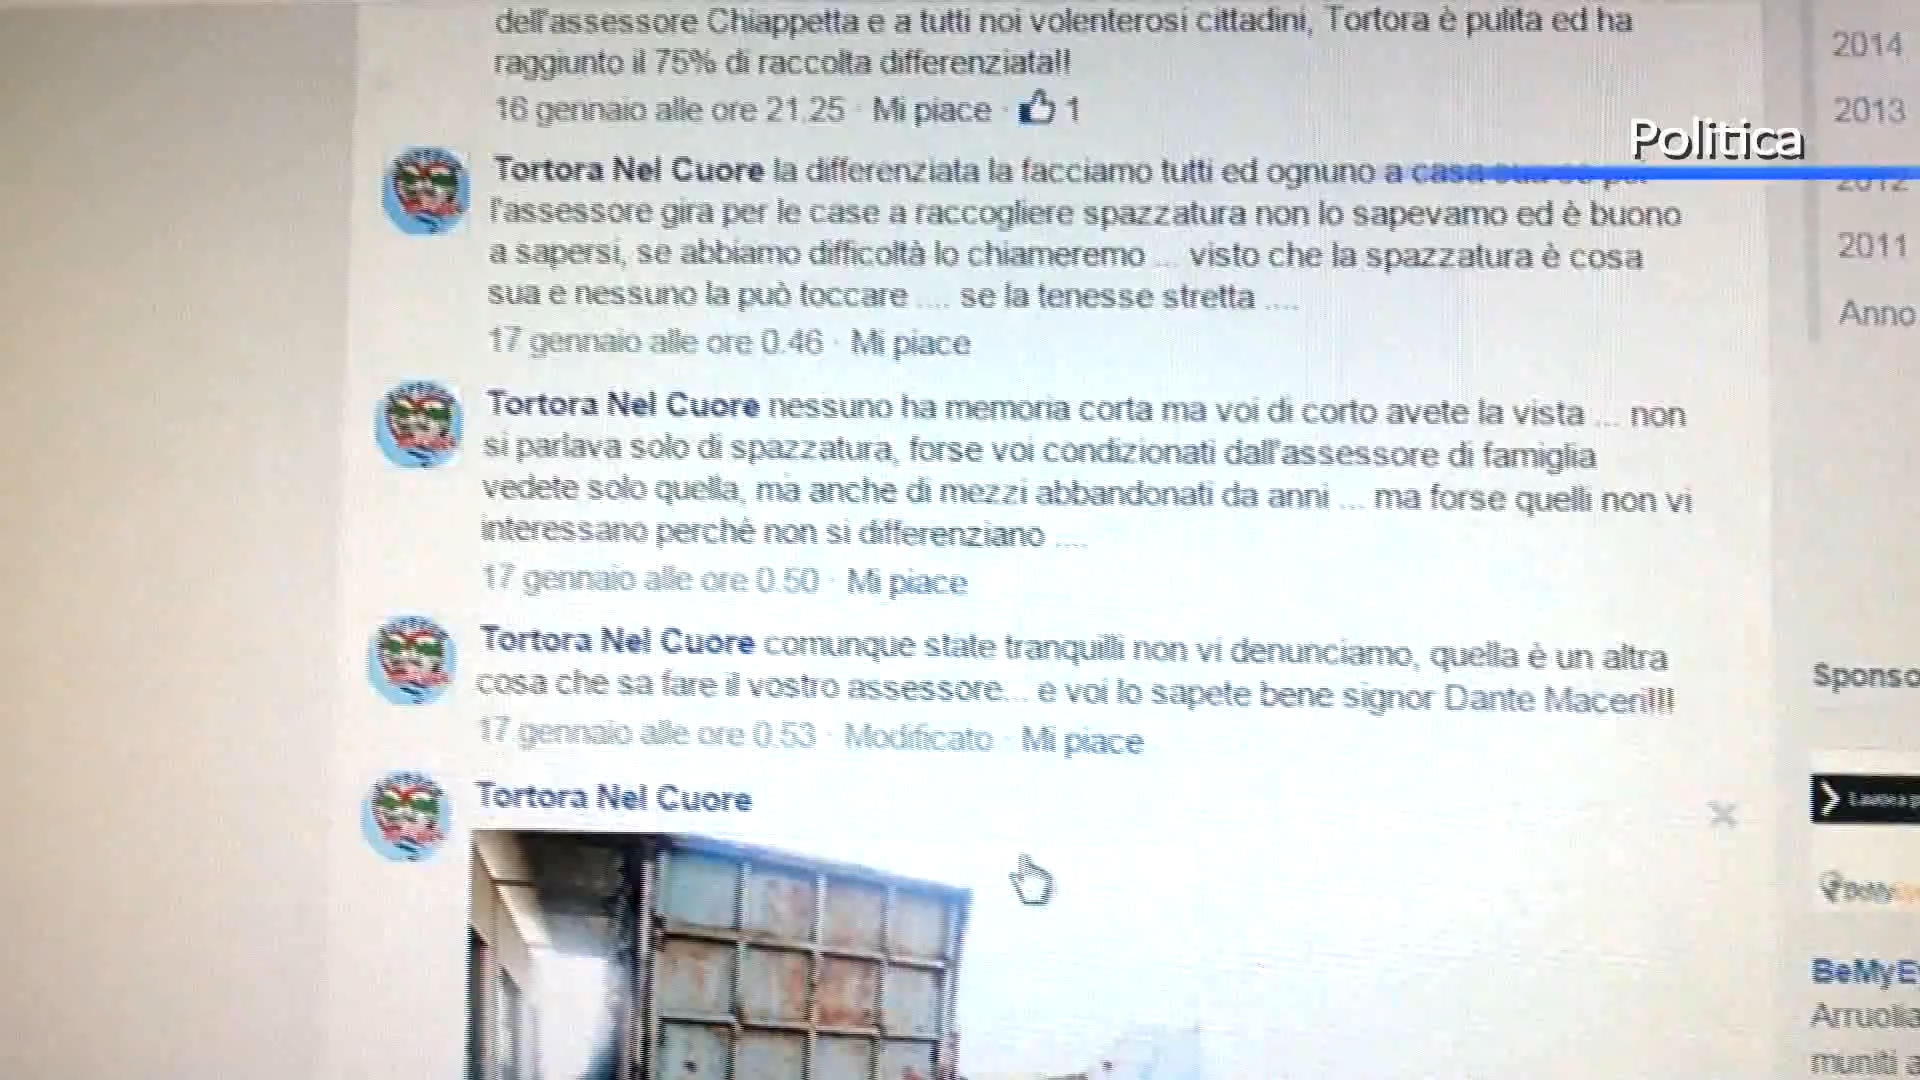 dell'assessore Chiappetta e a tutti noi volenterosi cittadini, Tortora è pulita ed ha
raggiunto il 75% di raccolta differenziata!!
16 gennaio alle ore 21.25 · Mi piace · 1
Tortora Nel Cuore la differenziata la facciamo tutti ed ognuno a casa
l'assessore gira per le case a raccogliere spazzatura non lo sapevamo ed è buono
a sapersi, se abbiamo difficoltà lo chiameremo ... visto che la spazzatura è cosa
sua e nessuno la può toccare .... se la tenesse stretta ....
17 gennaio alle ore 0.46 · Mi piace
Tortora Nel Cuore nessuno ha memoria corta ma voi di corto avete la vista ... non
si parlava solo di spazzatura, forse voi condizionati dall'assessore di famiglia
vedete solo quella, ma anche di mezzi abbandonati da anni ... ma forse quelli non vi
interessano perché non si differenziano ....
17 gennaio alle ore 0.50 · Mi piace
Tortora Nel Cuore comunque state tranquilli non vi denunciamo, quella è un altra
cosa che sa fare il vostro assessore... e voi lo sapete bene signor Dante Maceri!!!
17 gennaio alle ore 0.53 · Modificato · Mi piace
Tortora Nel Cuore
Politica
2014
2013
2012
2011
Anno
Sponso
BeMyE
Arruola
muniti a